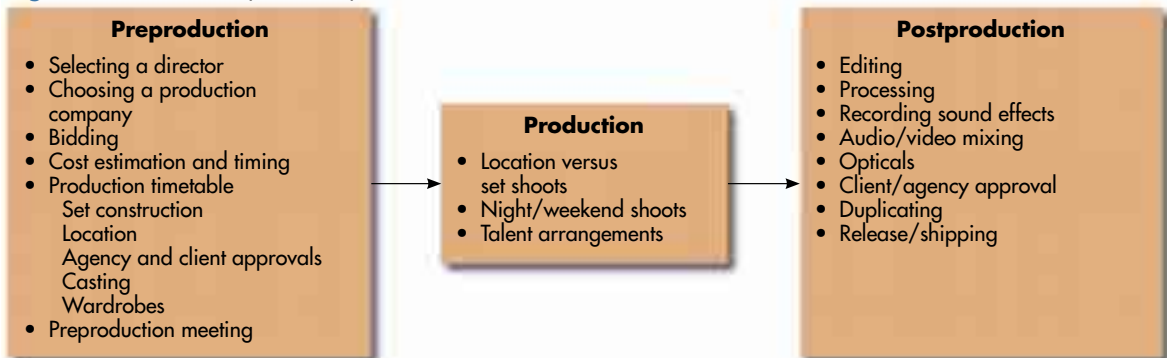 Preproduction
• Selecting a director
• Choosing a production
company
• Bidding
• Cost estimation and timing
• Production timetable
Set construction
Location
Agency and client approvals
Casting
Wardrobes
• Preproduction meeting
Production
• Location versus
set shoots
• Night/weekend shoots
• Talent arrangements
Postproduction
• Editing
• Processing
• Recording sound effects
• Audio/video mixing
• Opticals
• Client/agency approval
• Duplicating
• Release/shipping